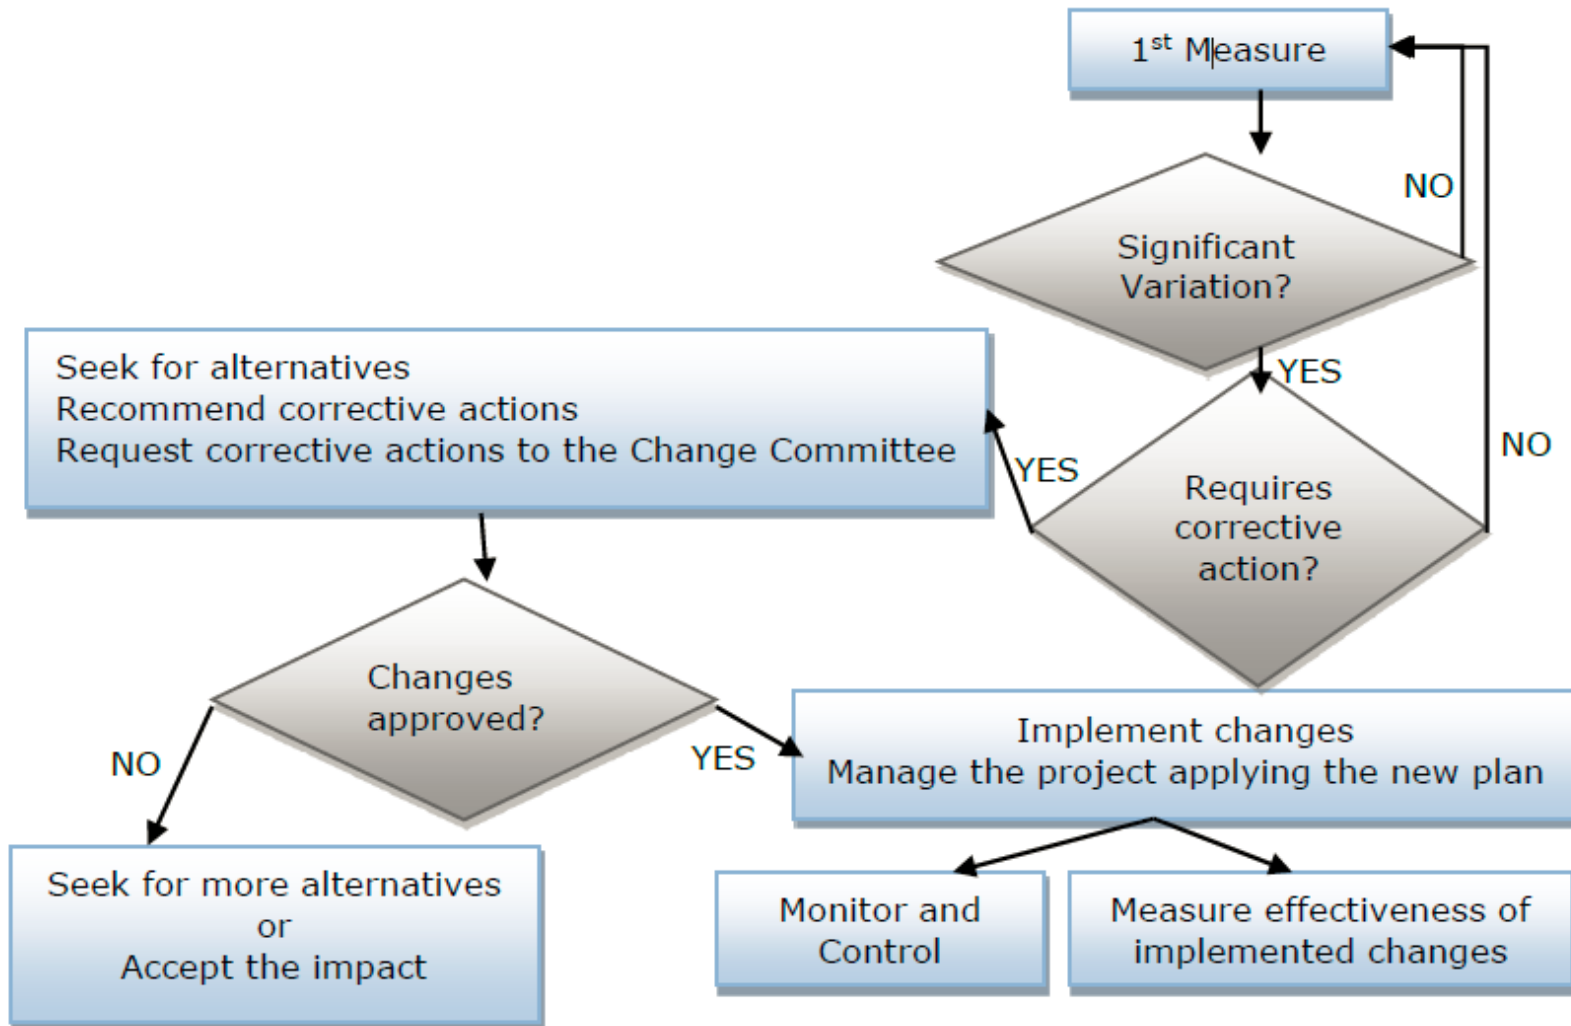 1st Measure
NO
Significant
Variation?
YES
Seek for alternatives
Recommend corrective actions
Request corrective actions to the Change Committee
YES
NO
Requires
corrective
action?
Changes
approved?
NO
YES
Implement changes
Manage the project applying the new plan
Seek for more alternatives
or
Accept the impact
Monitor and
Control
Measure effectiveness of
implemented changes